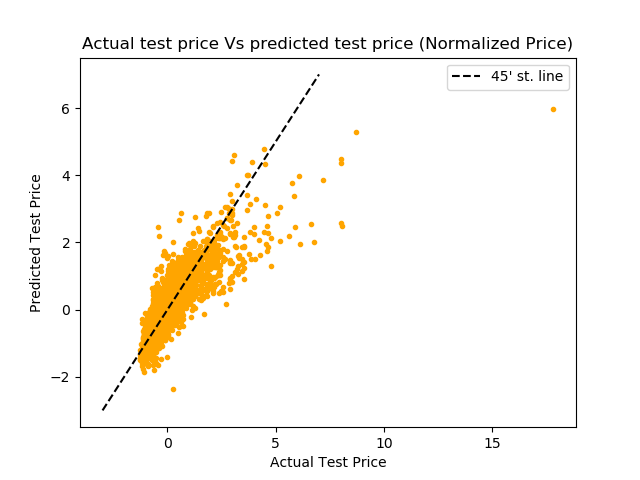 Actual test price Vs predicted test price (Normalized Price)
45' st. line
6
4
2
0
−2
Predicted Test Price
0 5 10 15
Actual Test Price